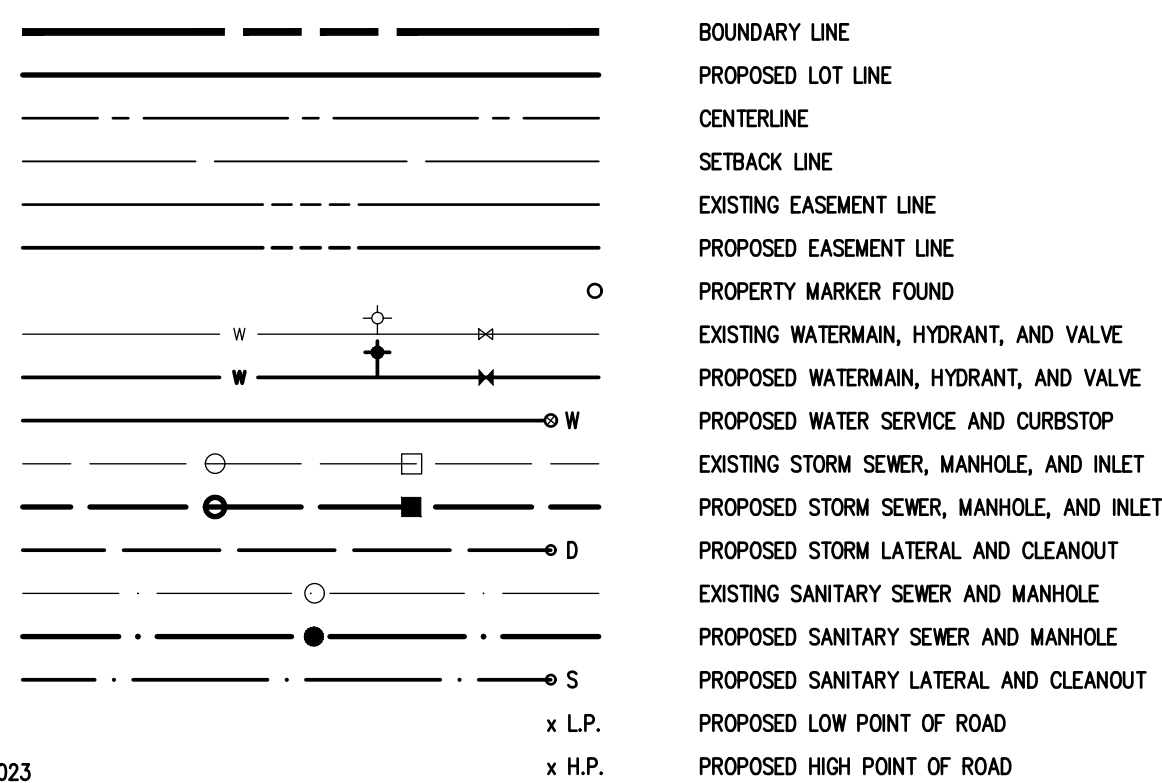 BOUNDARY LINE
PROPOSED LOT LINE
CENTERLINE
SETBACK LINE
EXISTING EASEMENT LINE
PROPOSED EASEMENT LINE
PROPERTY MARKER FOUND
W EXISTING WATERMAIN, HYDRANT, AND VALVE
W PROPOSED WATERMAIN, HYDRANT, AND VALVE
W PROPOSED WATER SERVICE AND CURBSTOP
EXISTING STORM SEWER, MANHOLE, AND INLET
PROPOSED STORM SEWER, MANHOLE, AND INLET
D PROPOSED STORM LATERAL AND CLEANOUT
EXISTING SANITARY SEWER AND MANHOLE
PROPOSED SANITARY SEWER AND MANHOLE
S PROPOSED SANITARY LATERAL AND CLEANOUT
x L.P. PROPOSED LOW POINT OF ROAD
x H.P. PROPOSED HIGH POINT OF ROAD
023